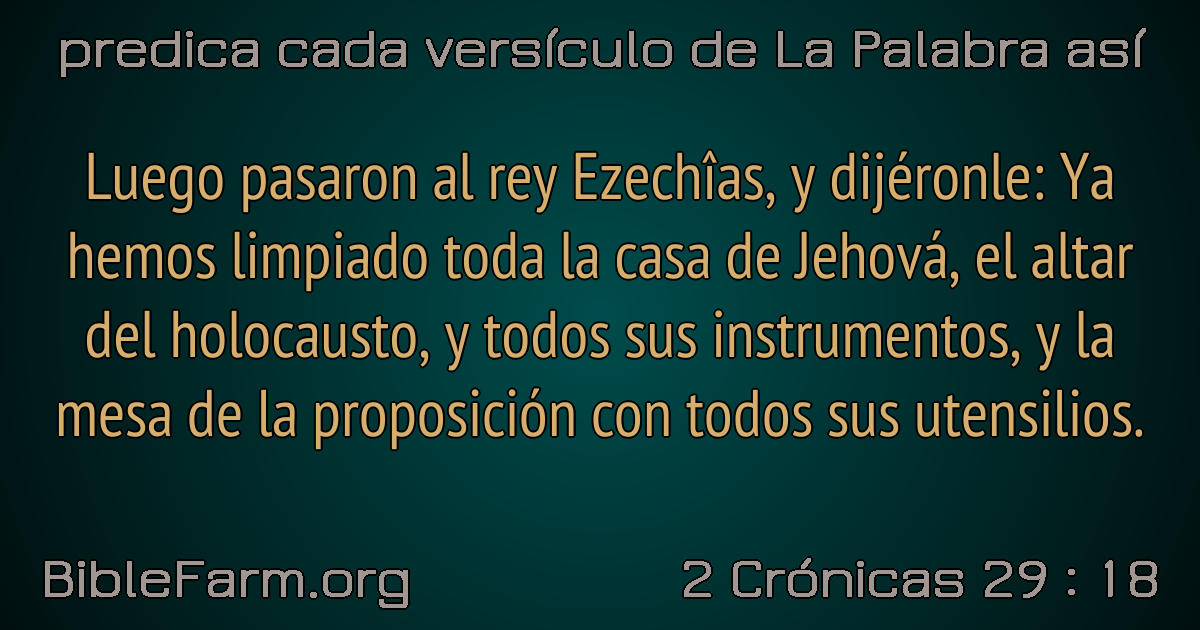 predica cada versículo de La Palabra así
Luego pasaron al rey Ezechîas, y dijéronle: Ya
hemos limpiado toda la casa de Jehová, el altar
del holocausto, y todos sus instrumentos, y la
mesa de la proposición con todos sus utensilios.
BibleFarm.org
2 Crónicas 29 : 18